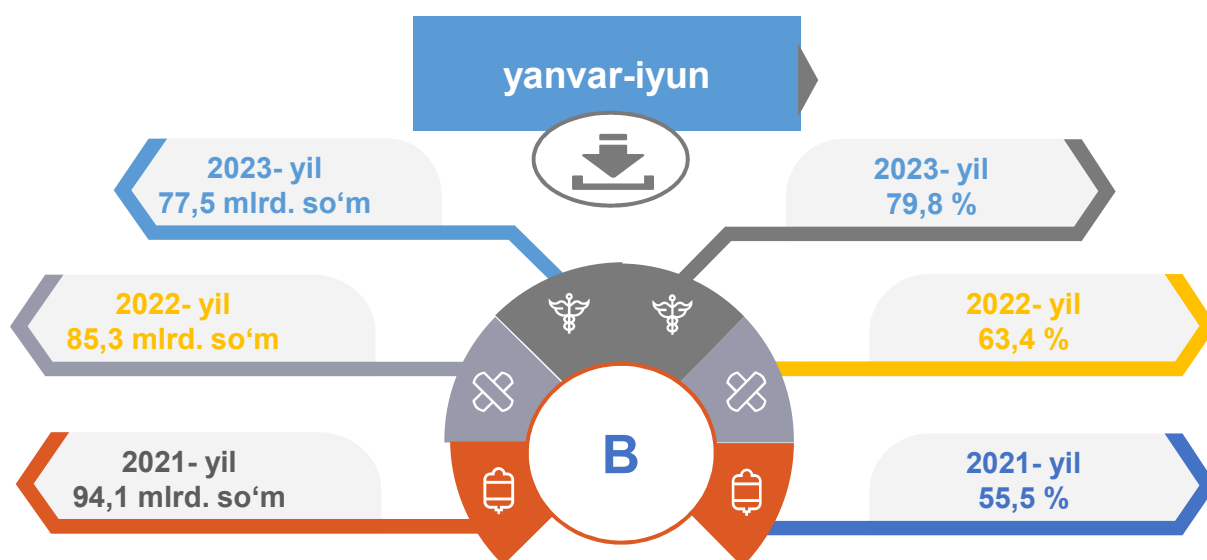 yanvar-iyun
2023- yil
77,5 mlrd. so‘m
2023- yil
79,8 %
2022- yil
85,3 mlrd. so‘m
2022- yil
63,4 %
2021- yil
94,1 mlrd. so‘m
B
2021- yil
55,5 %